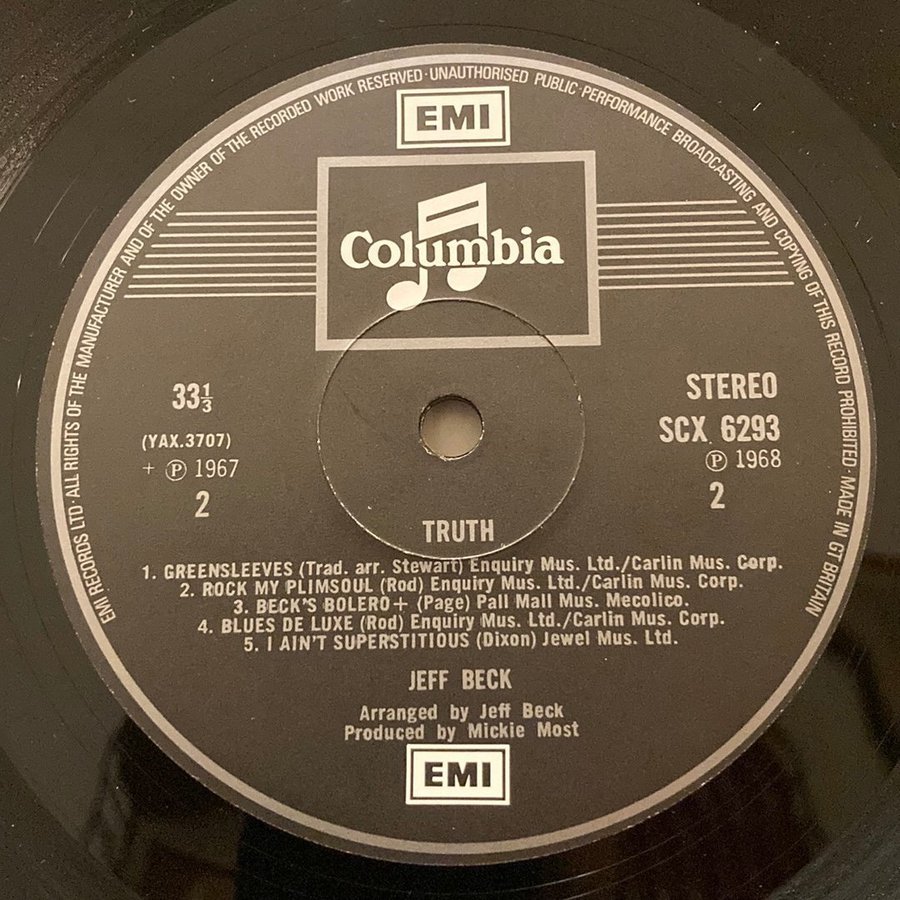 EMI RECORDS LTD · ALL RIGHTS OF THE MANUFACTURER AND OF THE OWNER OF THE RECORDED WORK RESERVED · UNAUTHORISED PUBLIC · PERFORMANCE BROADCASTING AND COPYING OF THIS RECORD PROHIBITED · MADE IN GT BRITAIN
EMI
Columbia
33⅓
(YAX.3707)
+ ℗ 1967
2
STEREO
SCX 6293
℗ 1968
2
TRUTH
1. GREENSLEEVES (Trad. arr. Stewart) Enquiry Mus. Ltd./Carlin Mus. Corp.
2. ROCK MY PLIMSOUL (Rod) Enquiry Mus. Ltd./Carlin Mus. Corp.
3. BECK'S BOLERO+ (Page) Pall Mall Mus. Mecolico.
4. BLUES DE LUXE (Rod) Enquiry Mus. Ltd./Carlin Mus. Corp.
5. I AIN'T SUPERSTITIOUS (Dixon) Jewel Mus. Ltd.
JEFF BECK
Arranged by Jeff Beck
Produced by Mickie Most
EMI